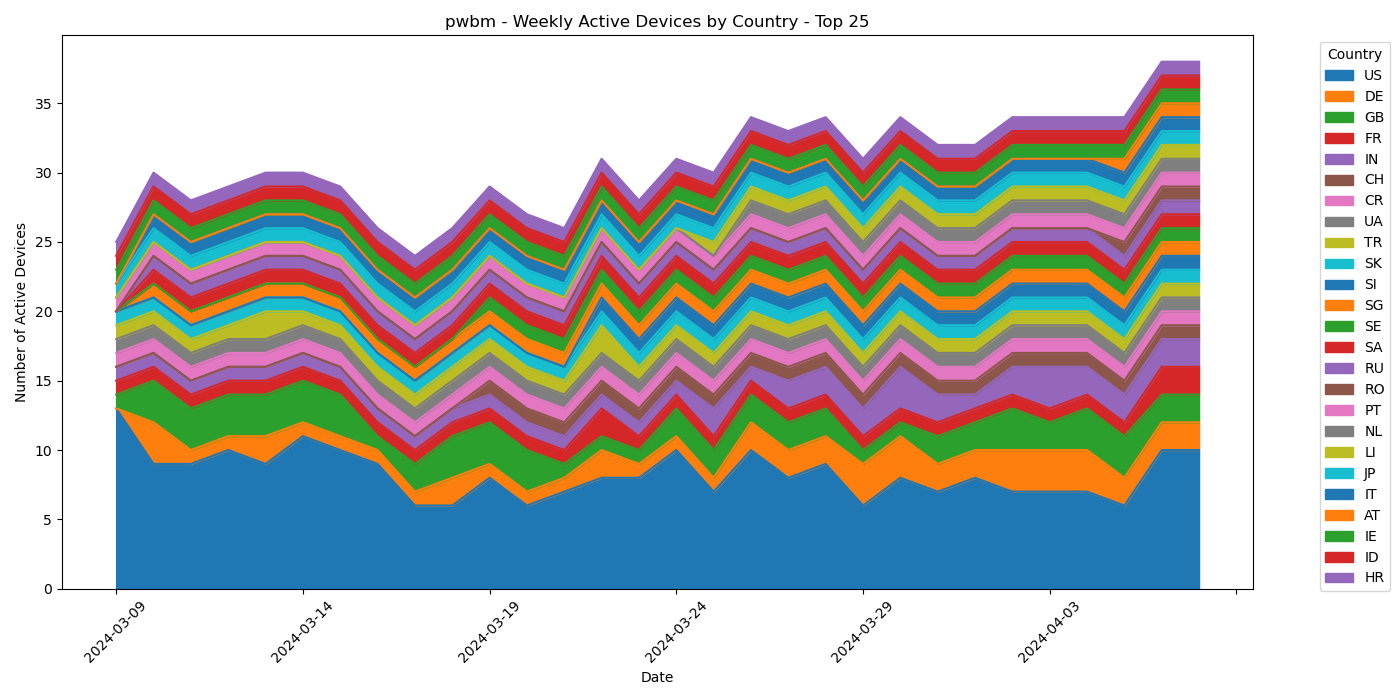 pwbm - Weekly Active Devices by Country - Top 25
Number of Active Devices
35
30
25
20
15
10
5
0
2024-03-09
2024-03-14
2024-03-19
2024-03-24
2024-03-29
2024-04-03
Date
Country
US
DE
GB
FR
IN
CH
CR
UA
TR
SK
SI
SG
SE
SA
RU
RO
PT
NL
LI
JP
IT
AT
IE
ID
HR